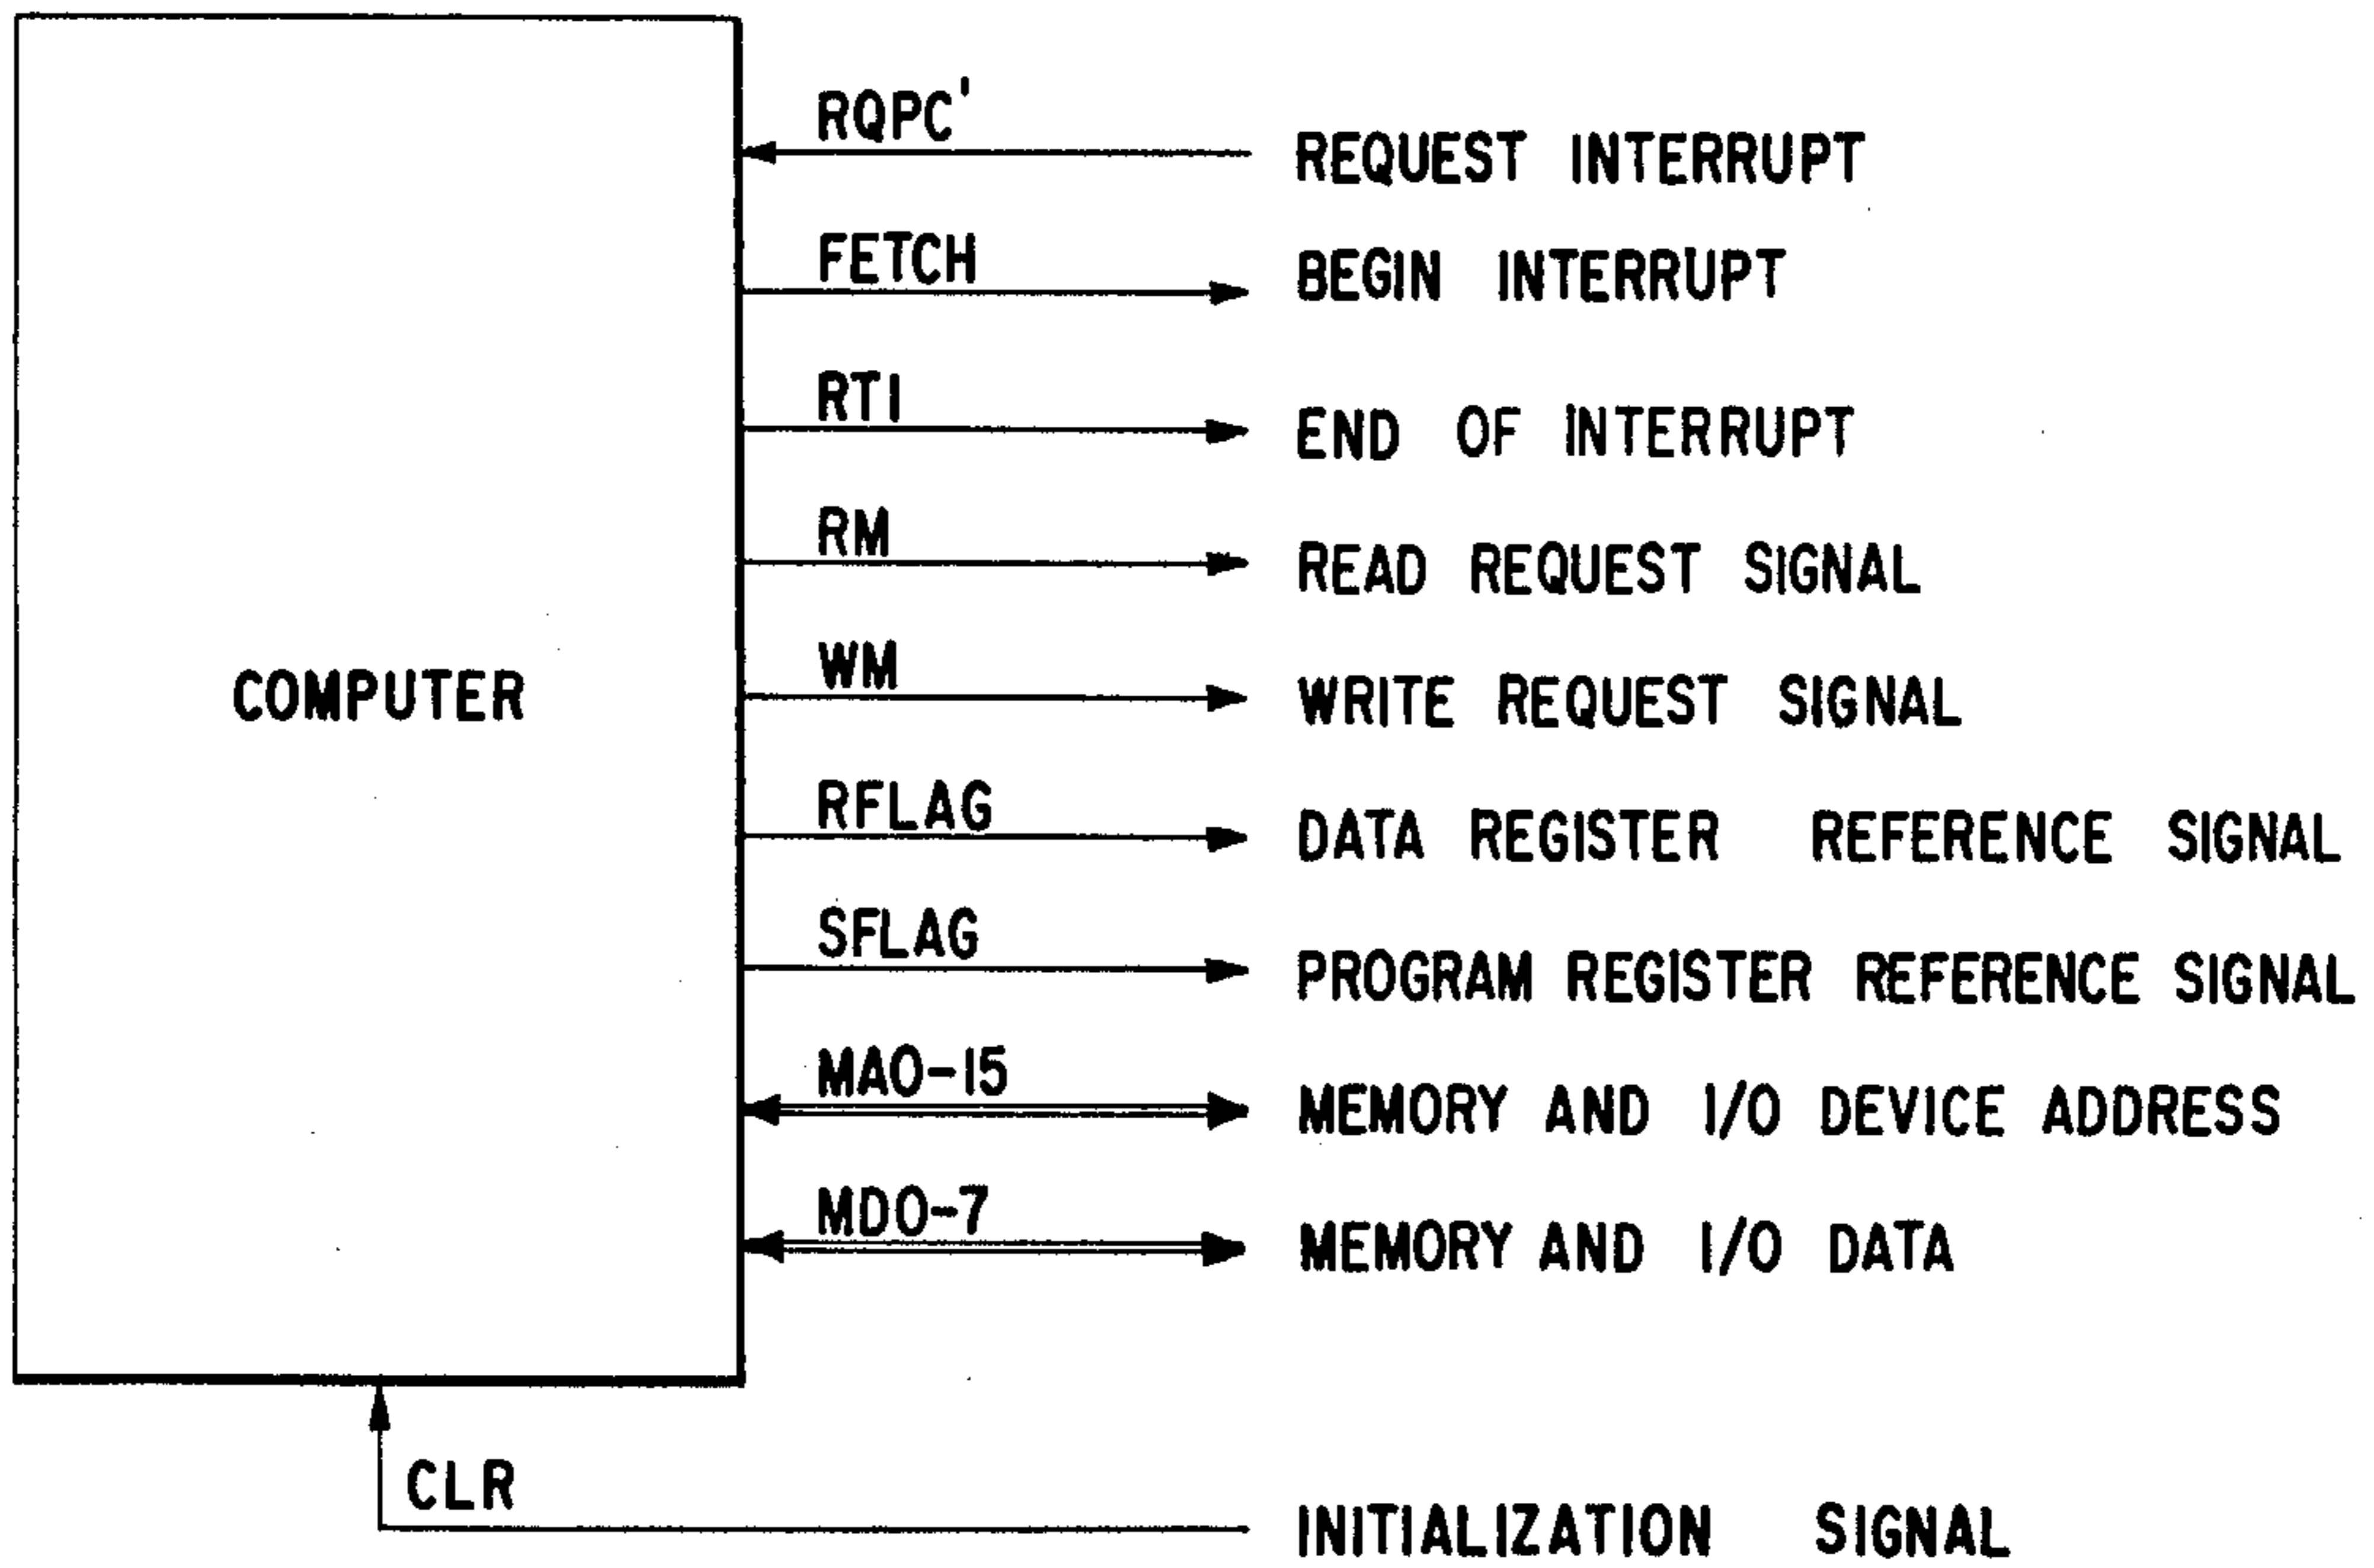 RQPC'
REQUEST INTERRUPT
FETCH
BEGIN INTERRUPT
RTI
END OF INTERRUPT
RM
READ REQUEST SIGNAL
COMPUTER
WM
WRITE REQUEST SIGNAL
RFLAG
DATA REGISTER REFERENCE SIGNAL
SFLAG
PROGRAM REGISTER REFERENCE SIGNAL
MA0-15
MEMORY AND I/O DEVICE ADDRESS
MD0-7
MEMORY AND I/O DATA
CLR
INITIALIZATION SIGNAL